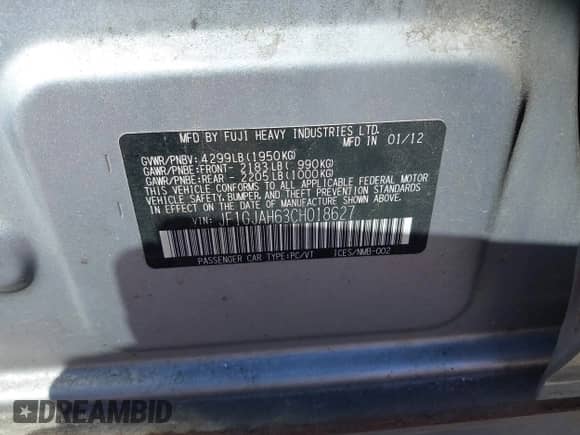 MFD BY FUJI HEAVY INDUSTRIES LTD.
MFD IN 01/12
GVWR/PNBV: 4299LB(1950KG)
GAWR/PNBE:FRONT- 2183LB( 990KG)
GAWR/PNBE:REAR - 2205LB(1000KG)
THIS VEHICLE CONFORMS TO ALL APPLICABLE FEDERAL MOTOR
VEHICLE SAFETY, BUMPER, AND THEFT PREVENTION STANDARDS
IN EFFECT ON THE DATE OF MANUFACTURE SHOWN ABOVE.
VIN: JF1GJAH63CH018627
PASSENGER CAR TYPE:PC/VT ICES/NMB-002
DREAMBID